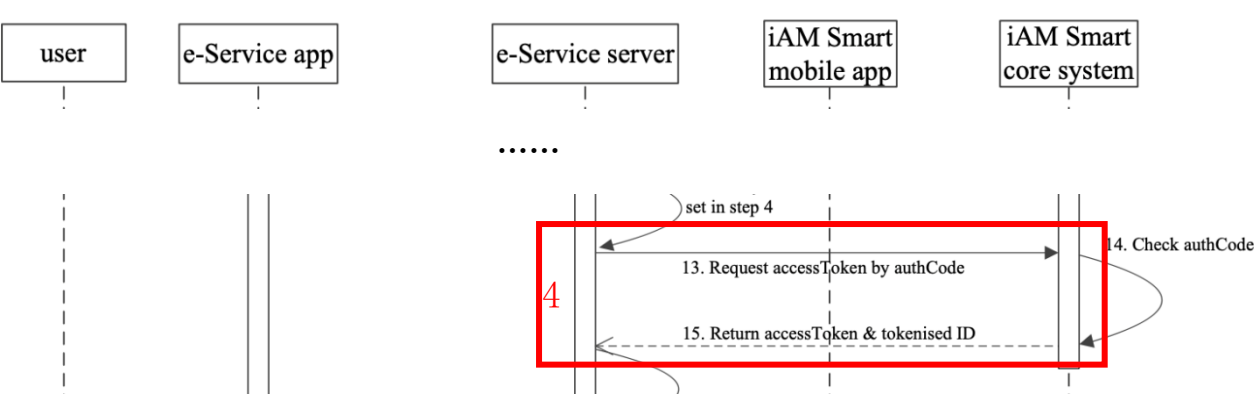 user
e-Service app
e-Service server
iAM Smart
mobile app
iAM Smart
core system
······
set in step 4
14. Check authCode
13. Request accessToken by authCode
4
15. Return accessToken & tokenised ID